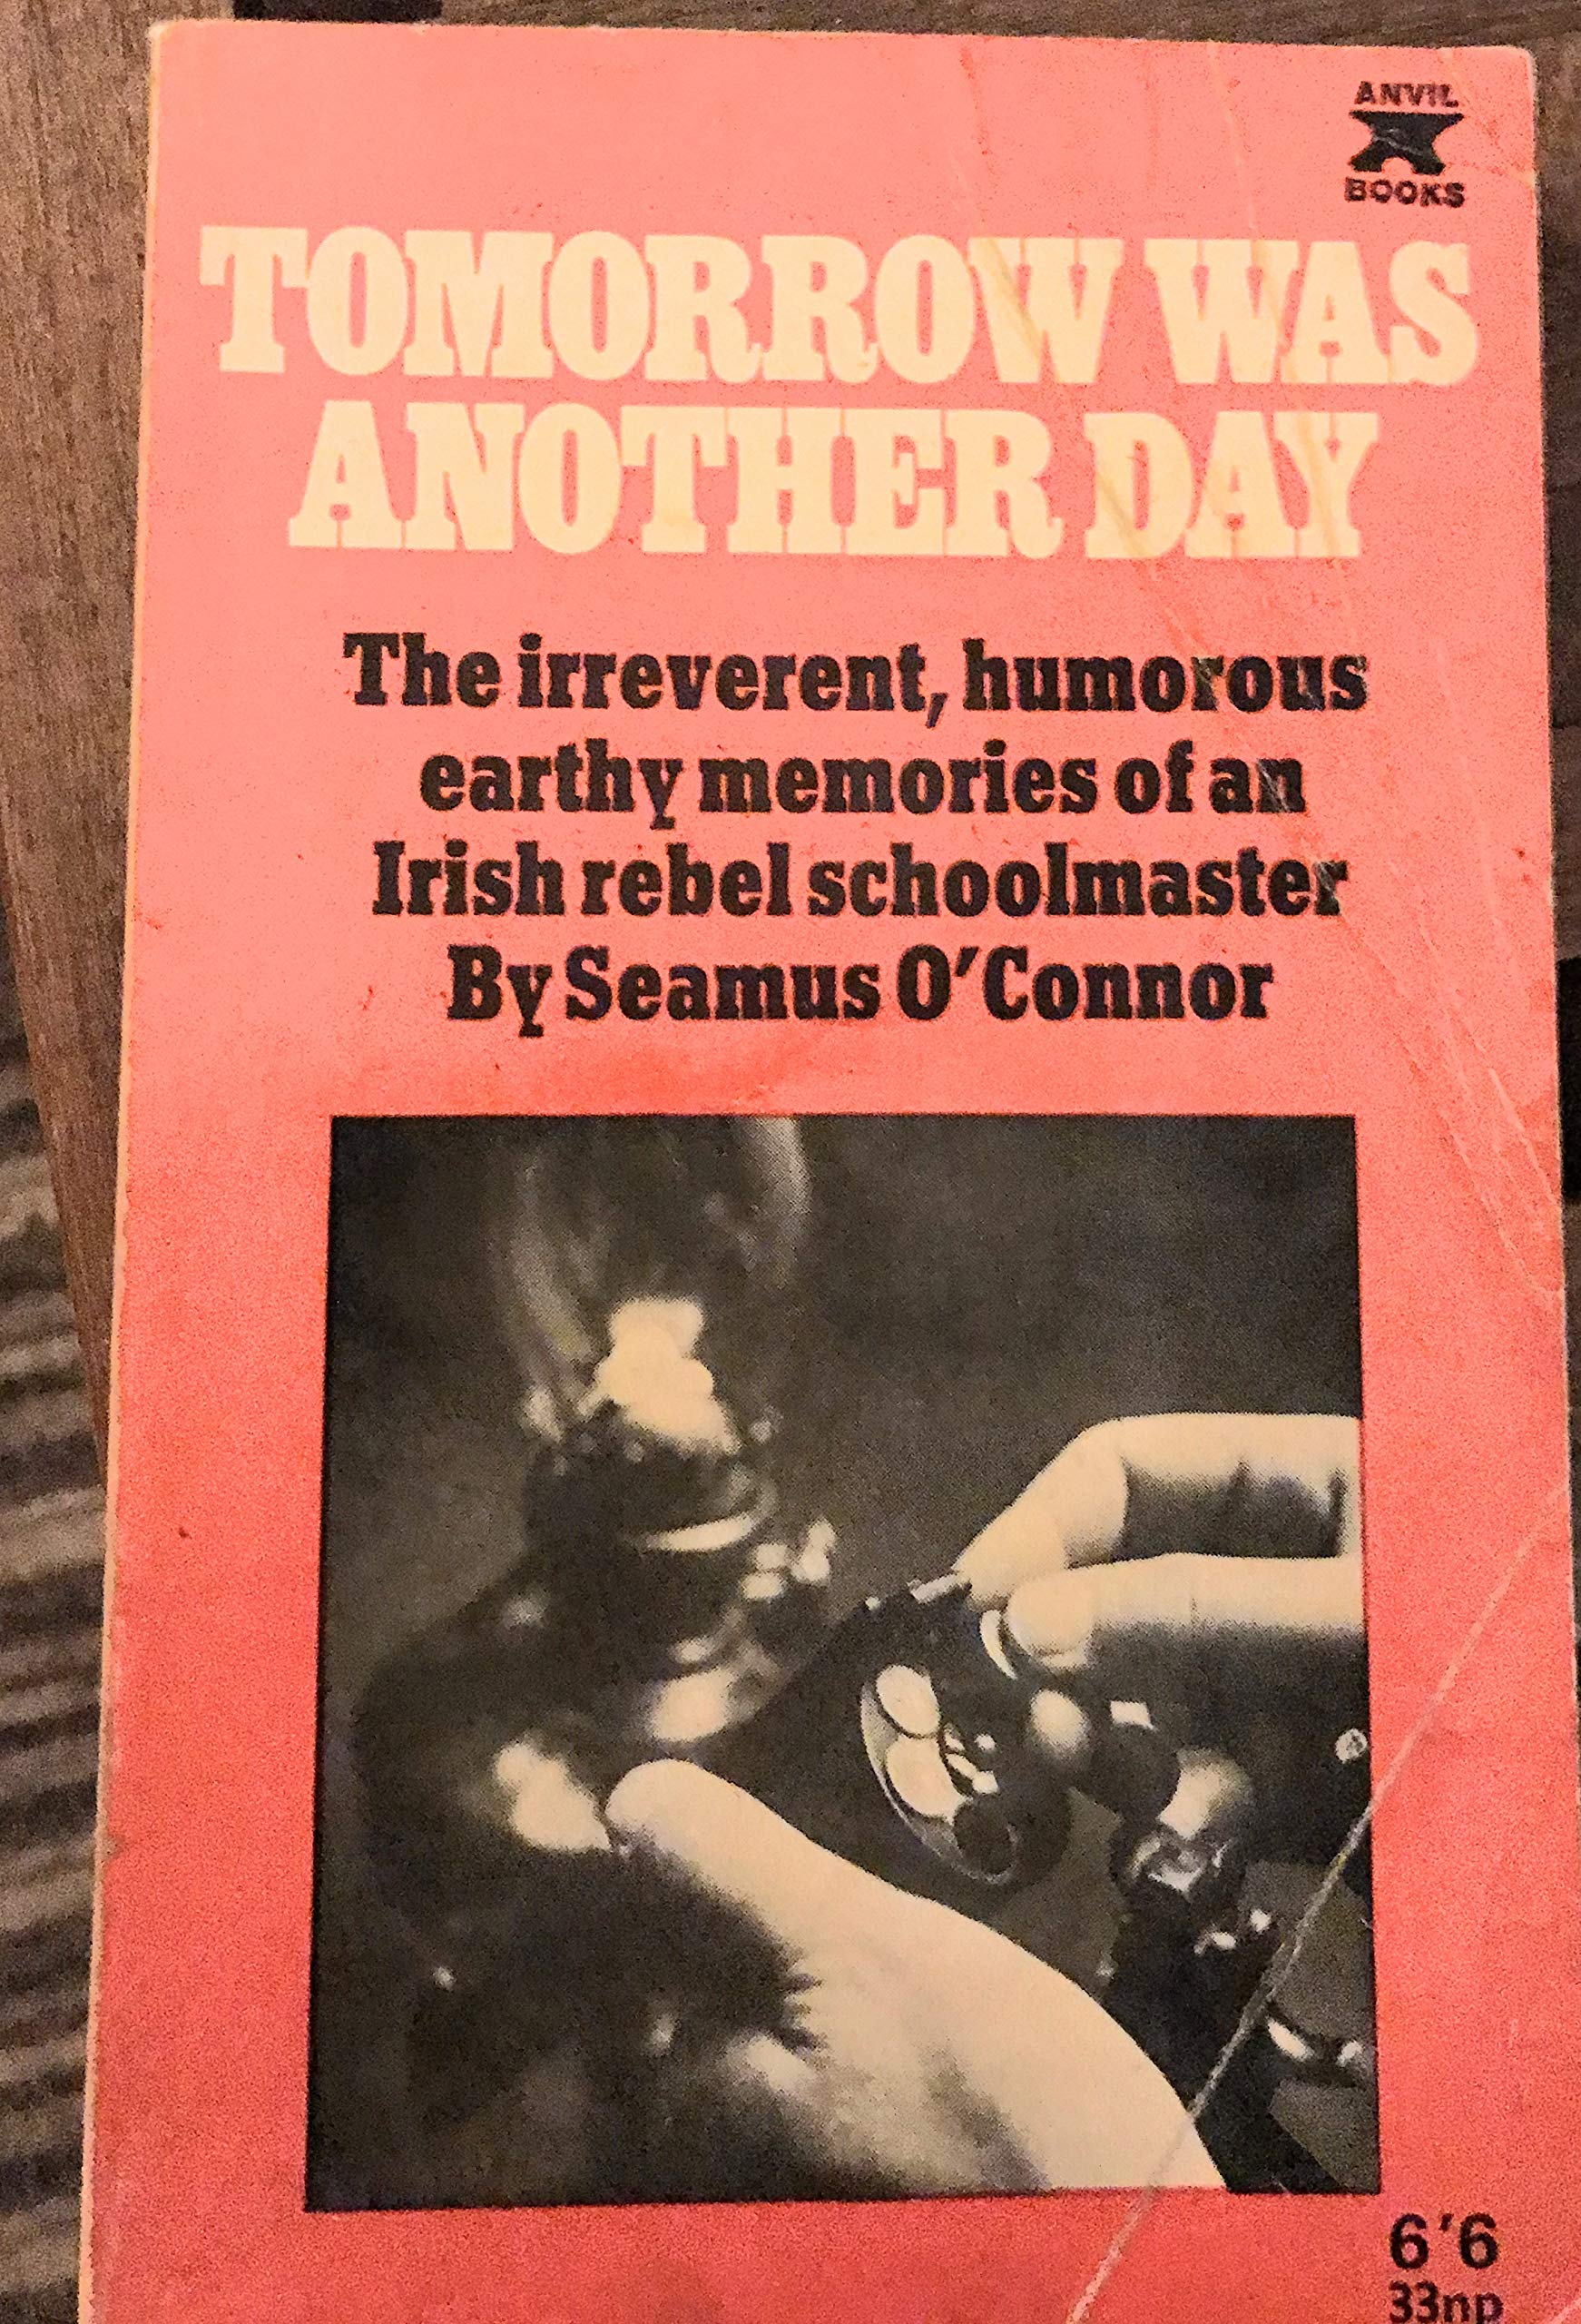 ANVIL
BOOKS
TOMORROW WAS
ANOTHER DAY
The irreverent, humorous
earthy memories of an
Irish rebel schoolmaster
By Seamus O'Connor
6'6
33np